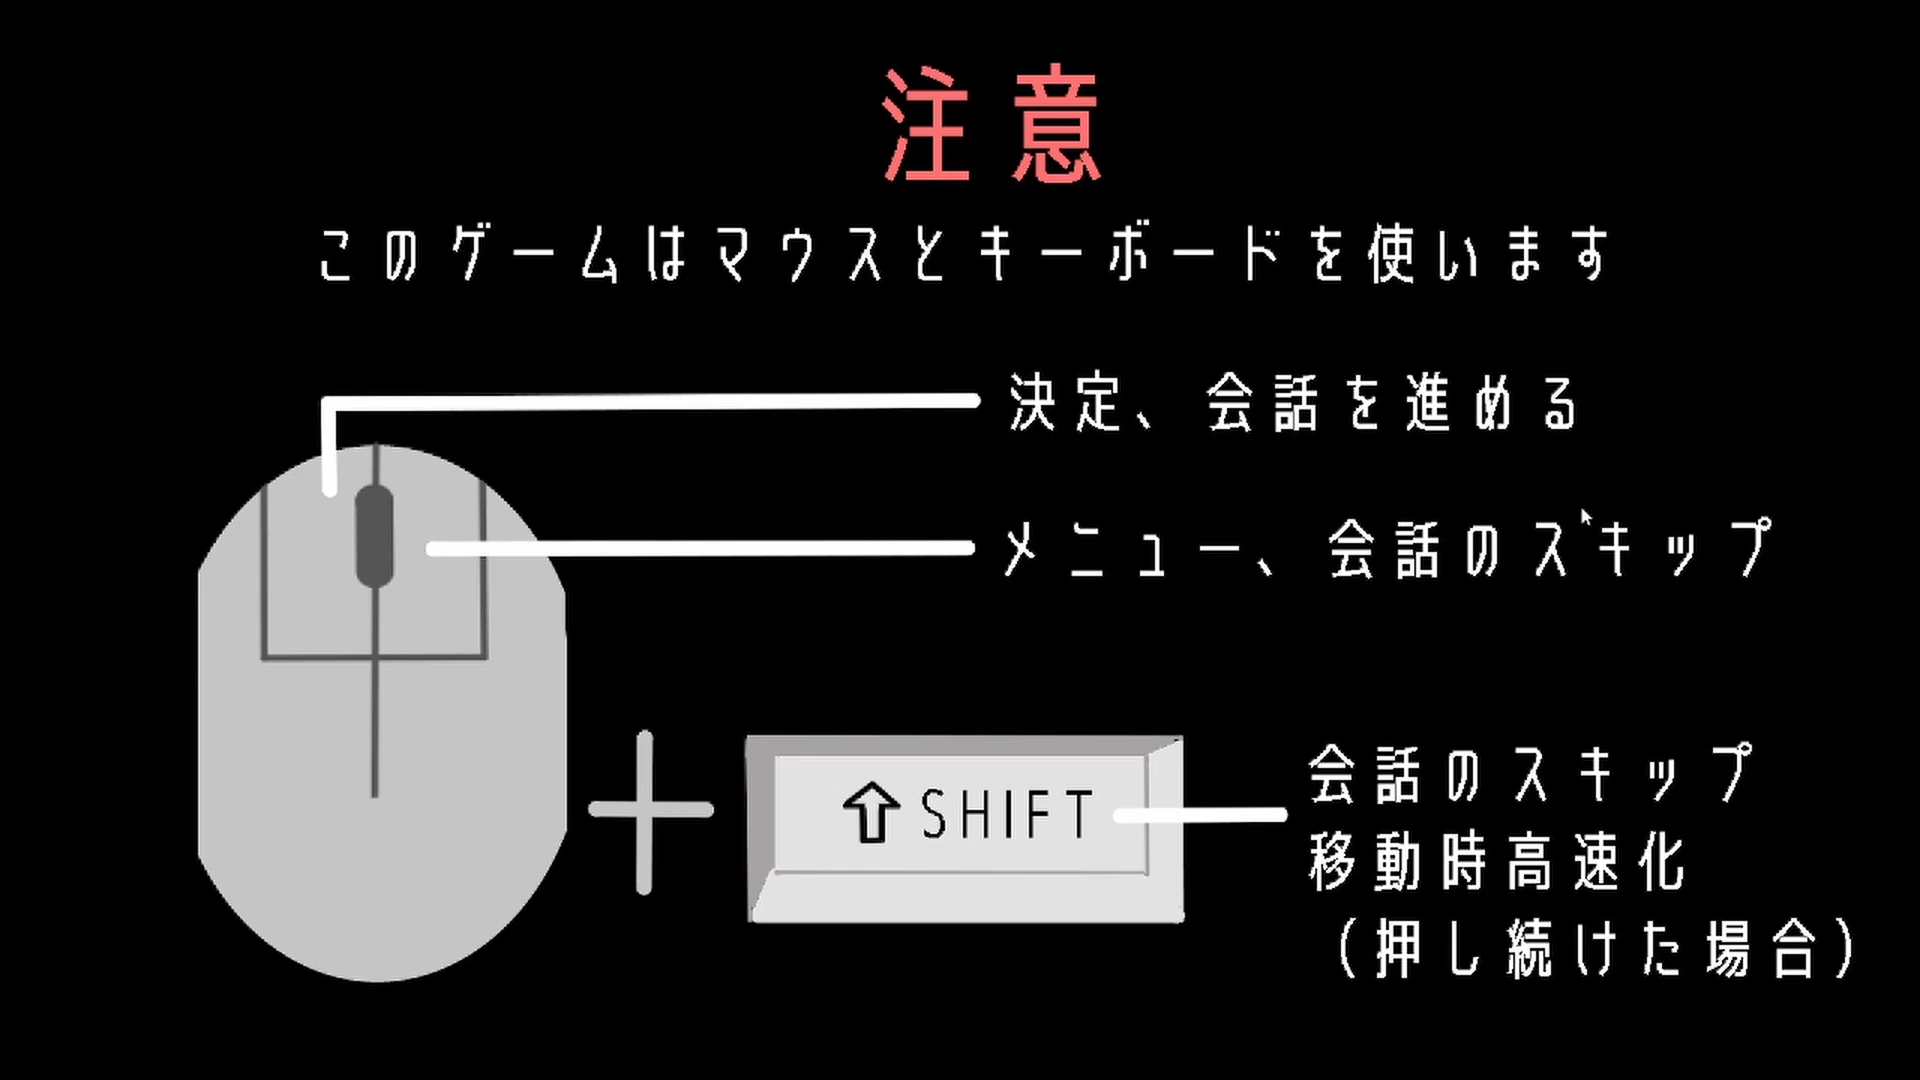 注意
このゲームはマウスとキーボードを使います
決定、会話を進める
メニュー、会話のスキップ
SHIFT
会話のスキップ
移動時高速化
（押し続けた場合）